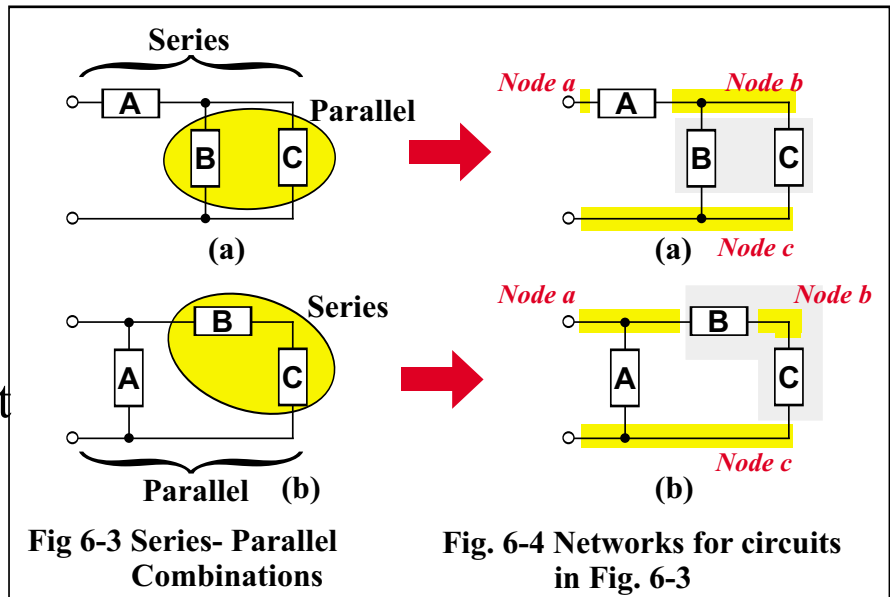 Series
A
B
C
Parallel
(a)
Node a
Node b
A
B
C
(a)
Node c
Series
B
A
C
Parallel
(b)
Node a
Node b
B
A
C
Node c
(b)
t
Fig 6-3 Series- Parallel
Combinations
Fig. 6-4 Networks for circuits
in Fig. 6-3